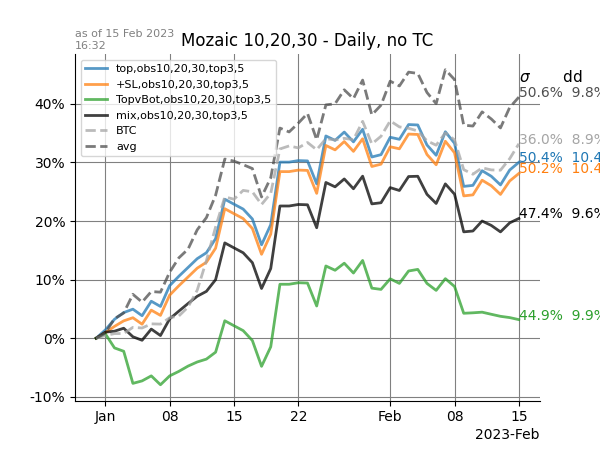 as of 15 Feb 2023
16:32
Mozaic 10,20,30 - Daily, no TC
top,obs10,20,30,top3,5
+SL,obs10,20,30,top3,5
TopvBot,obs10,20,30,top3,5
mix,obs10,20,30,top3,5
BTC
avg
σ dd
50.6% 9.8%
36.0% 8.9%
50.4% 10.4
50.2% 10.4
47.4% 9.6%
44.9% 9.9%
40%
30%
20%
10%
0%
-10%
Jan 08 15 22 Feb 08 15
2023-Feb